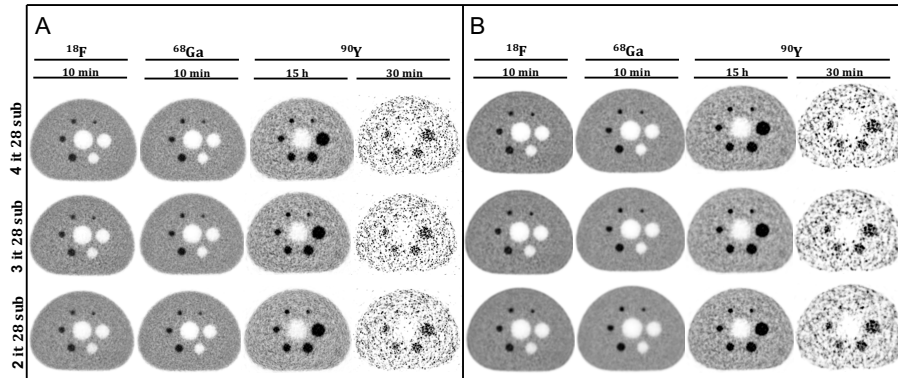 A
B
¹⁸F ⁶⁸Ga ⁹⁰Y
10 min 10 min 15 h 30 min
¹⁸F ⁶⁸Ga ⁹⁰Y
10 min 10 min 15 h 30 min
4 it 28 sub
3 it 28 sub
2 it 28 sub